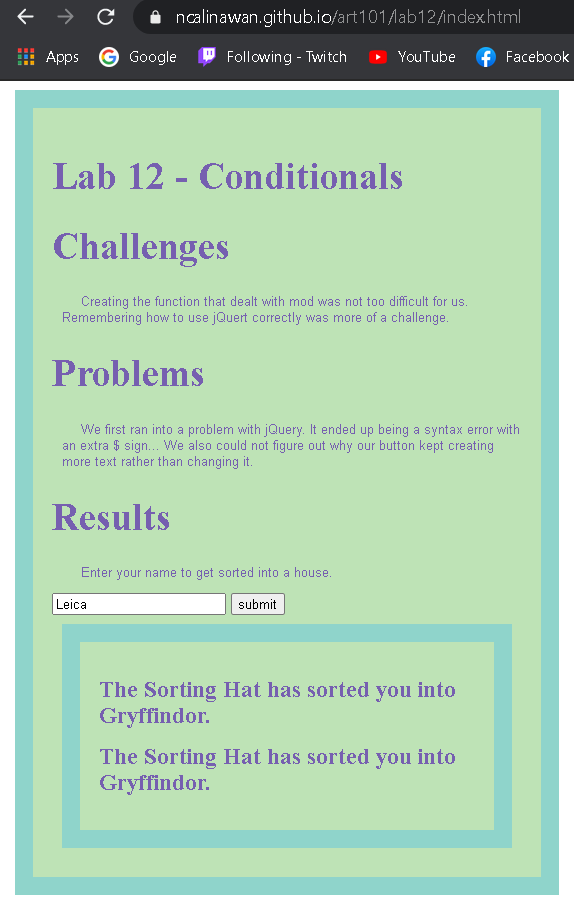 ncalinawan.github.io/art101/lab12/index.html
Apps Google Following - Twitch YouTube Facebook
Lab 12 - Conditionals
Challenges
Creating the function that dealt with mod was not too difficult for us.
Remembering how to use jQuert correctly was more of a challenge.
Problems
We first ran into a problem with jQuery. It ended up being a syntax error with
an extra $ sign... We also could not figure out why our button kept creating
more text rather than changing it.
Results
Enter your name to get sorted into a house.
Leica submit
The Sorting Hat has sorted you into
Gryffindor.
The Sorting Hat has sorted you into
Gryffindor.